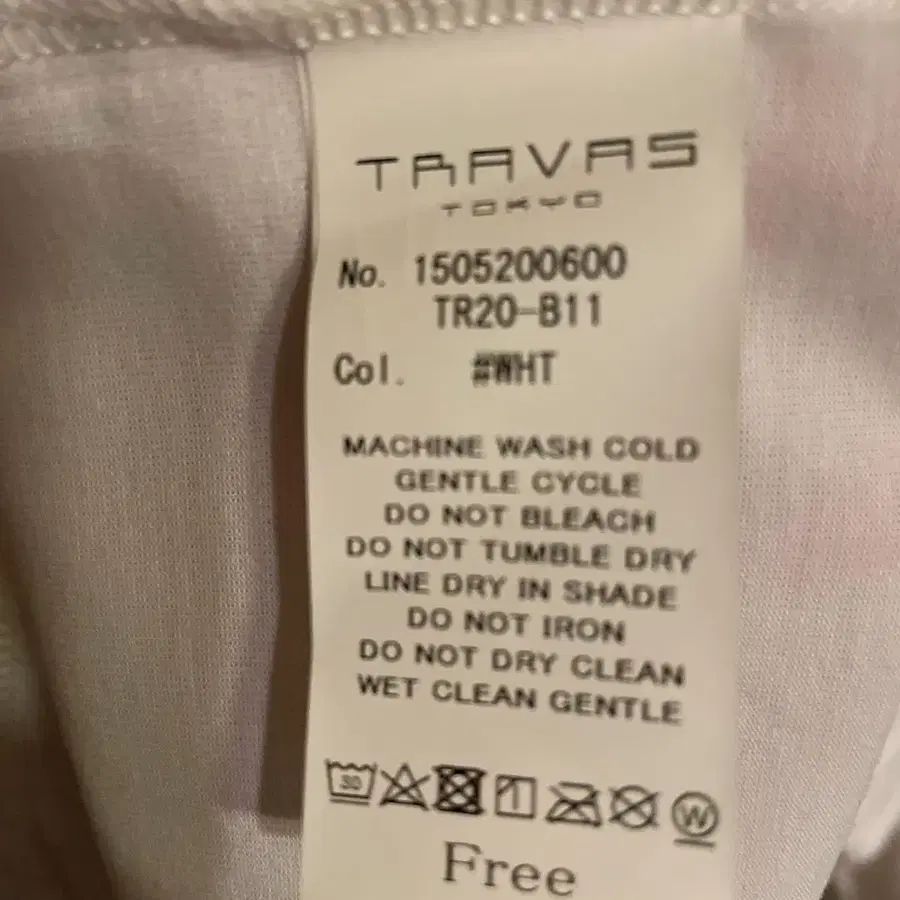 TRAVAS
TOKYO
No. 1505200600
TR20-B11
Col. #WHT
MACHINE WASH COLD
GENTLE CYCLE
DO NOT BLEACH
DO NOT TUMBLE DRY
LINE DRY IN SHADE
DO NOT IRON
DO NOT DRY CLEAN
WET CLEAN GENTLE
30 W
Free